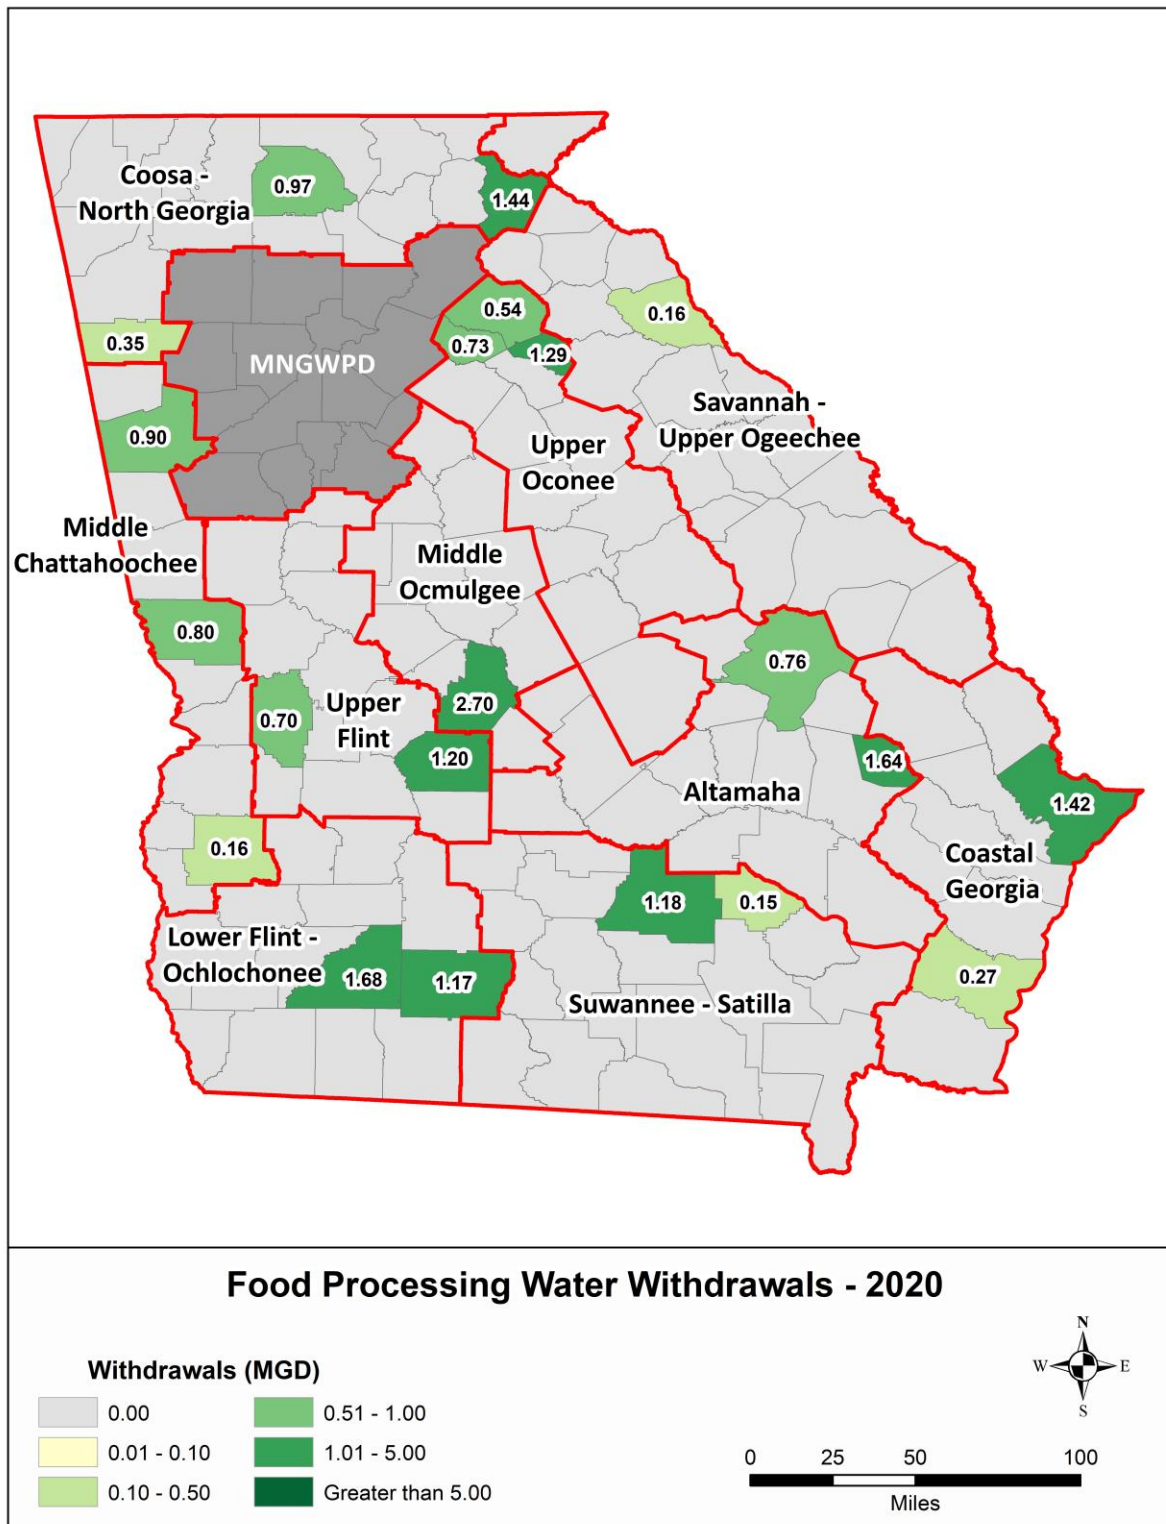 Coosa -
North Georgia
0.97
1.44
0.54
0.16
0.35
0.73
1.29
MNGWPD
0.90
Savannah -
Upper Ogeechee
Upper
Oconee
Middle
Chattahoochee
Middle
Ocmulgee
0.80
0.76
0.70
Upper
Flint
2.70
1.20
1.64
Altamaha
1.42
0.16
Coastal
Georgia
1.18
0.15
Lower Flint -
Ochlochonee
1.68
1.17
0.27
Suwannee - Satilla
Food Processing Water Withdrawals - 2020
Withdrawals (MGD)
0.00
0.01 - 0.10
0.10 - 0.50
0.51 - 1.00
1.01 - 5.00
Greater than 5.00
N
W E
S
0 25 50 100
Miles